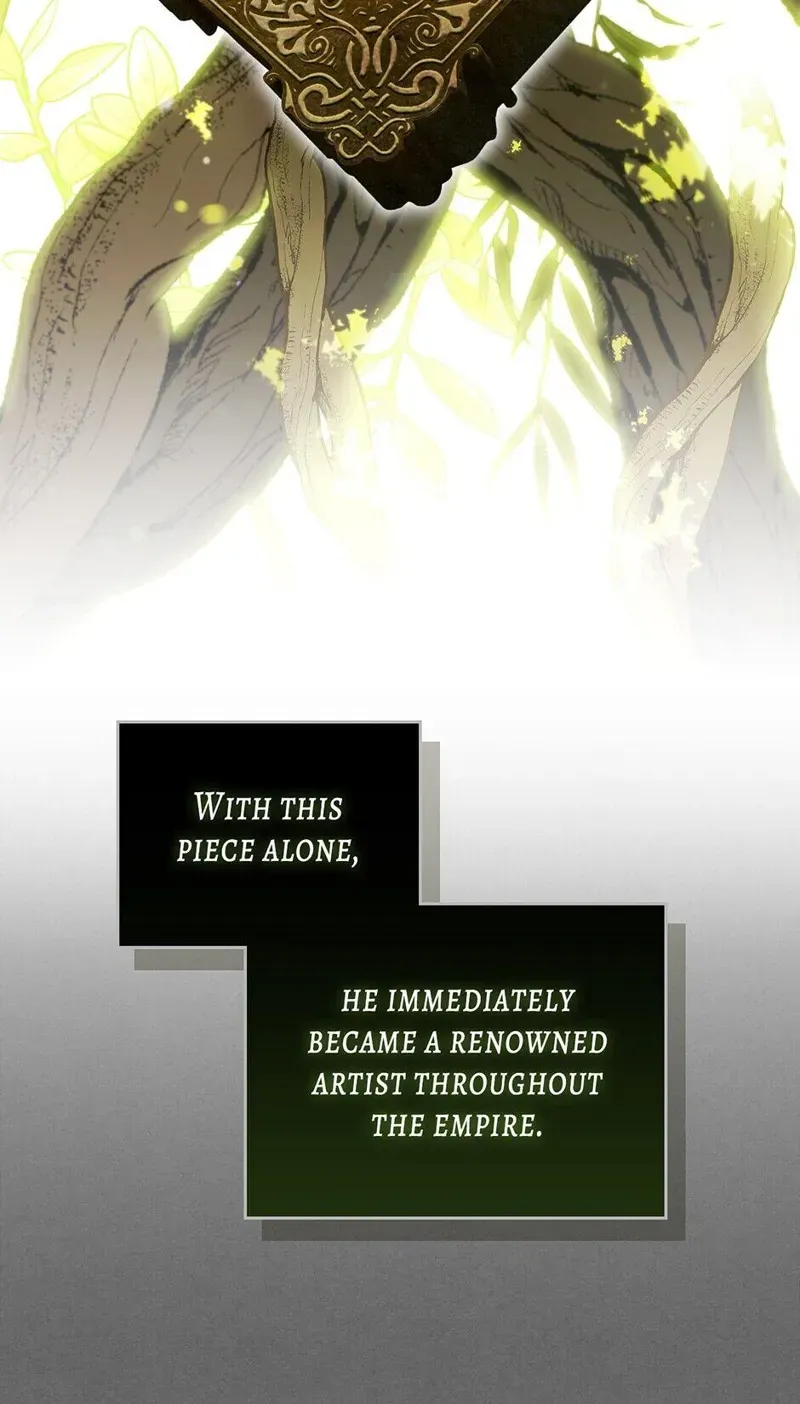 WITH THIS
PIECE ALONE,
HE IMMEDIATELY
BECAME A RENOWNED
ARTIST THROUGHOUT
THE EMPIRE.